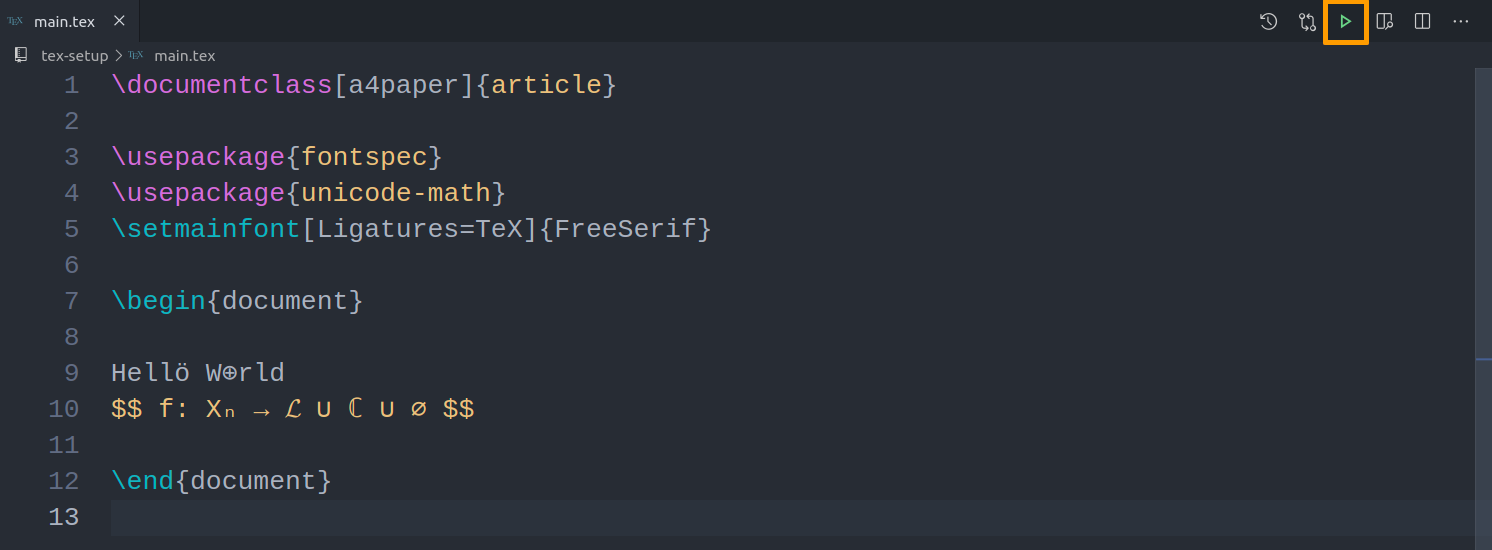 TEX main.tex
tex-setup > TEX main.tex
1 \documentclass[a4paper]{article}
2
3 \usepackage{fontspec}
4 \usepackage{unicode-math}
5 \setmainfont[Ligatures=TeX]{FreeSerif}
6
7 \begin{document}
8
9 Hellö W⊕rld
10 $$ f: Xₙ → ℒ ∪ ℂ ∪ ∅ $$
11
12 \end{document}
13